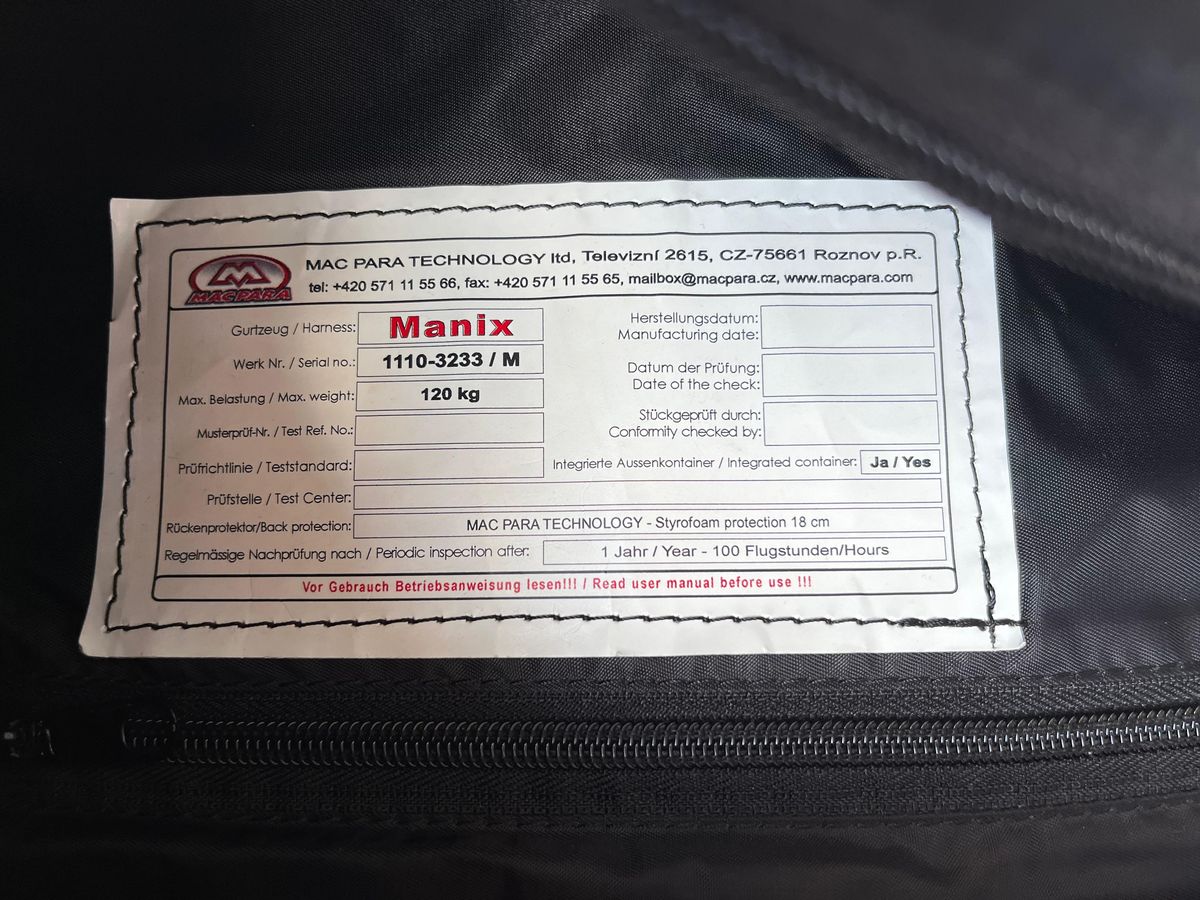 MAC PARA
MAC PARA TECHNOLOGY ltd, Televizní 2615, CZ-75661 Roznov p.R.
tel: +420 571 11 55 66, fax: +420 571 11 55 65, mailbox@macpara.cz, www.macpara.com
Gurtzeug / Harness: Manix
Werk Nr. / Serial no.: 1110-3233 / M
Max. Belastung / Max. weight: 120 kg
Musterprüf-Nr. / Test Ref. No.:
Prüfrichtlinie / Teststandard:
Herstellungsdatum:
Manufacturing date:
Datum der Prüfung:
Date of the check:
Stückgeprüft durch:
Conformity checked by:
Integrierte Aussenkontainer / Integrated container: Ja / Yes
Prüfstelle / Test Center:
Rückenprotektor/Back protection: MAC PARA TECHNOLOGY - Styrofoam protection 18 cm
Regelmässige Nachprüfung nach / Periodic inspection after: 1 Jahr / Year - 100 Flugstunden/Hours
Vor Gebrauch Betriebsanweisung lesen!!! / Read user manual before use !!!